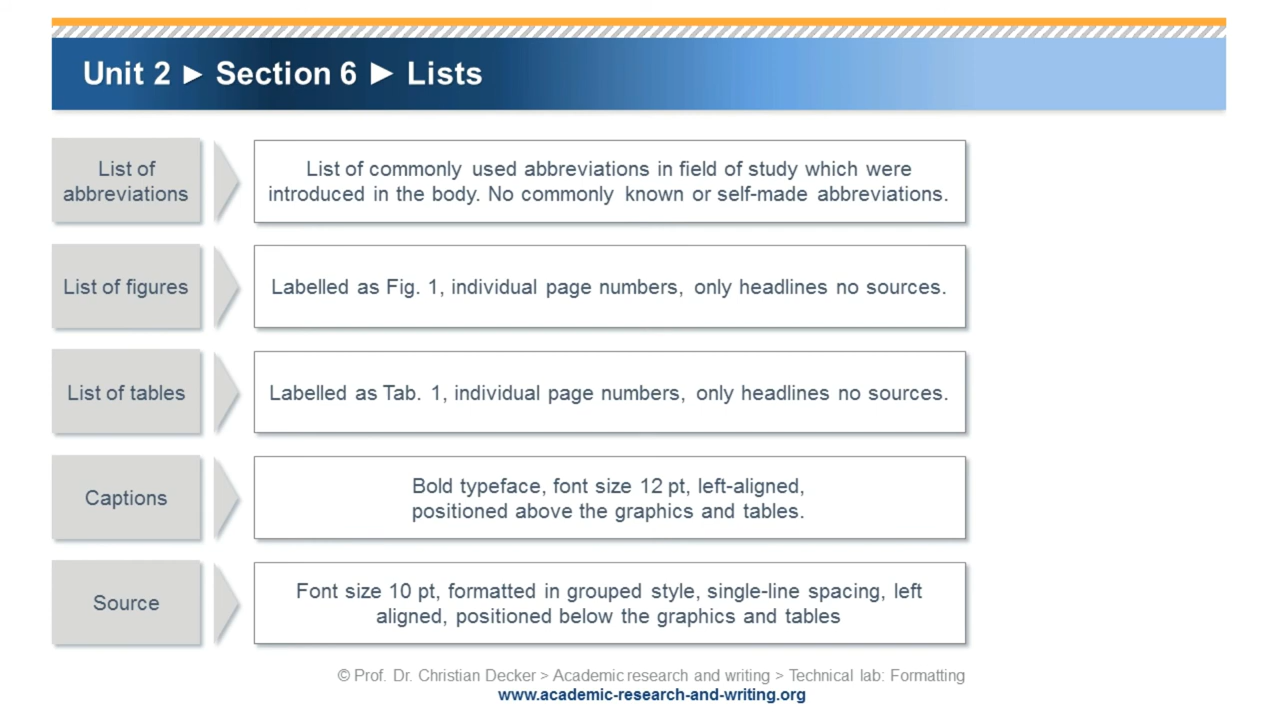 Unit 2 ► Section 6 ► Lists
List of
abbreviations
List of commonly used abbreviations in field of study which were
introduced in the body. No commonly known or self-made abbreviations.
List of figures
Labelled as Fig. 1, individual page numbers, only headlines no sources.
List of tables
Labelled as Tab. 1, individual page numbers, only headlines no sources.
Captions
Bold typeface, font size 12 pt, left-aligned,
positioned above the graphics and tables.
Source
Font size 10 pt, formatted in grouped style, single-line spacing, left
aligned, positioned below the graphics and tables
© Prof. Dr. Christian Decker > Academic research and writing > Technical lab: Formatting
www.academic-research-and-writing.org